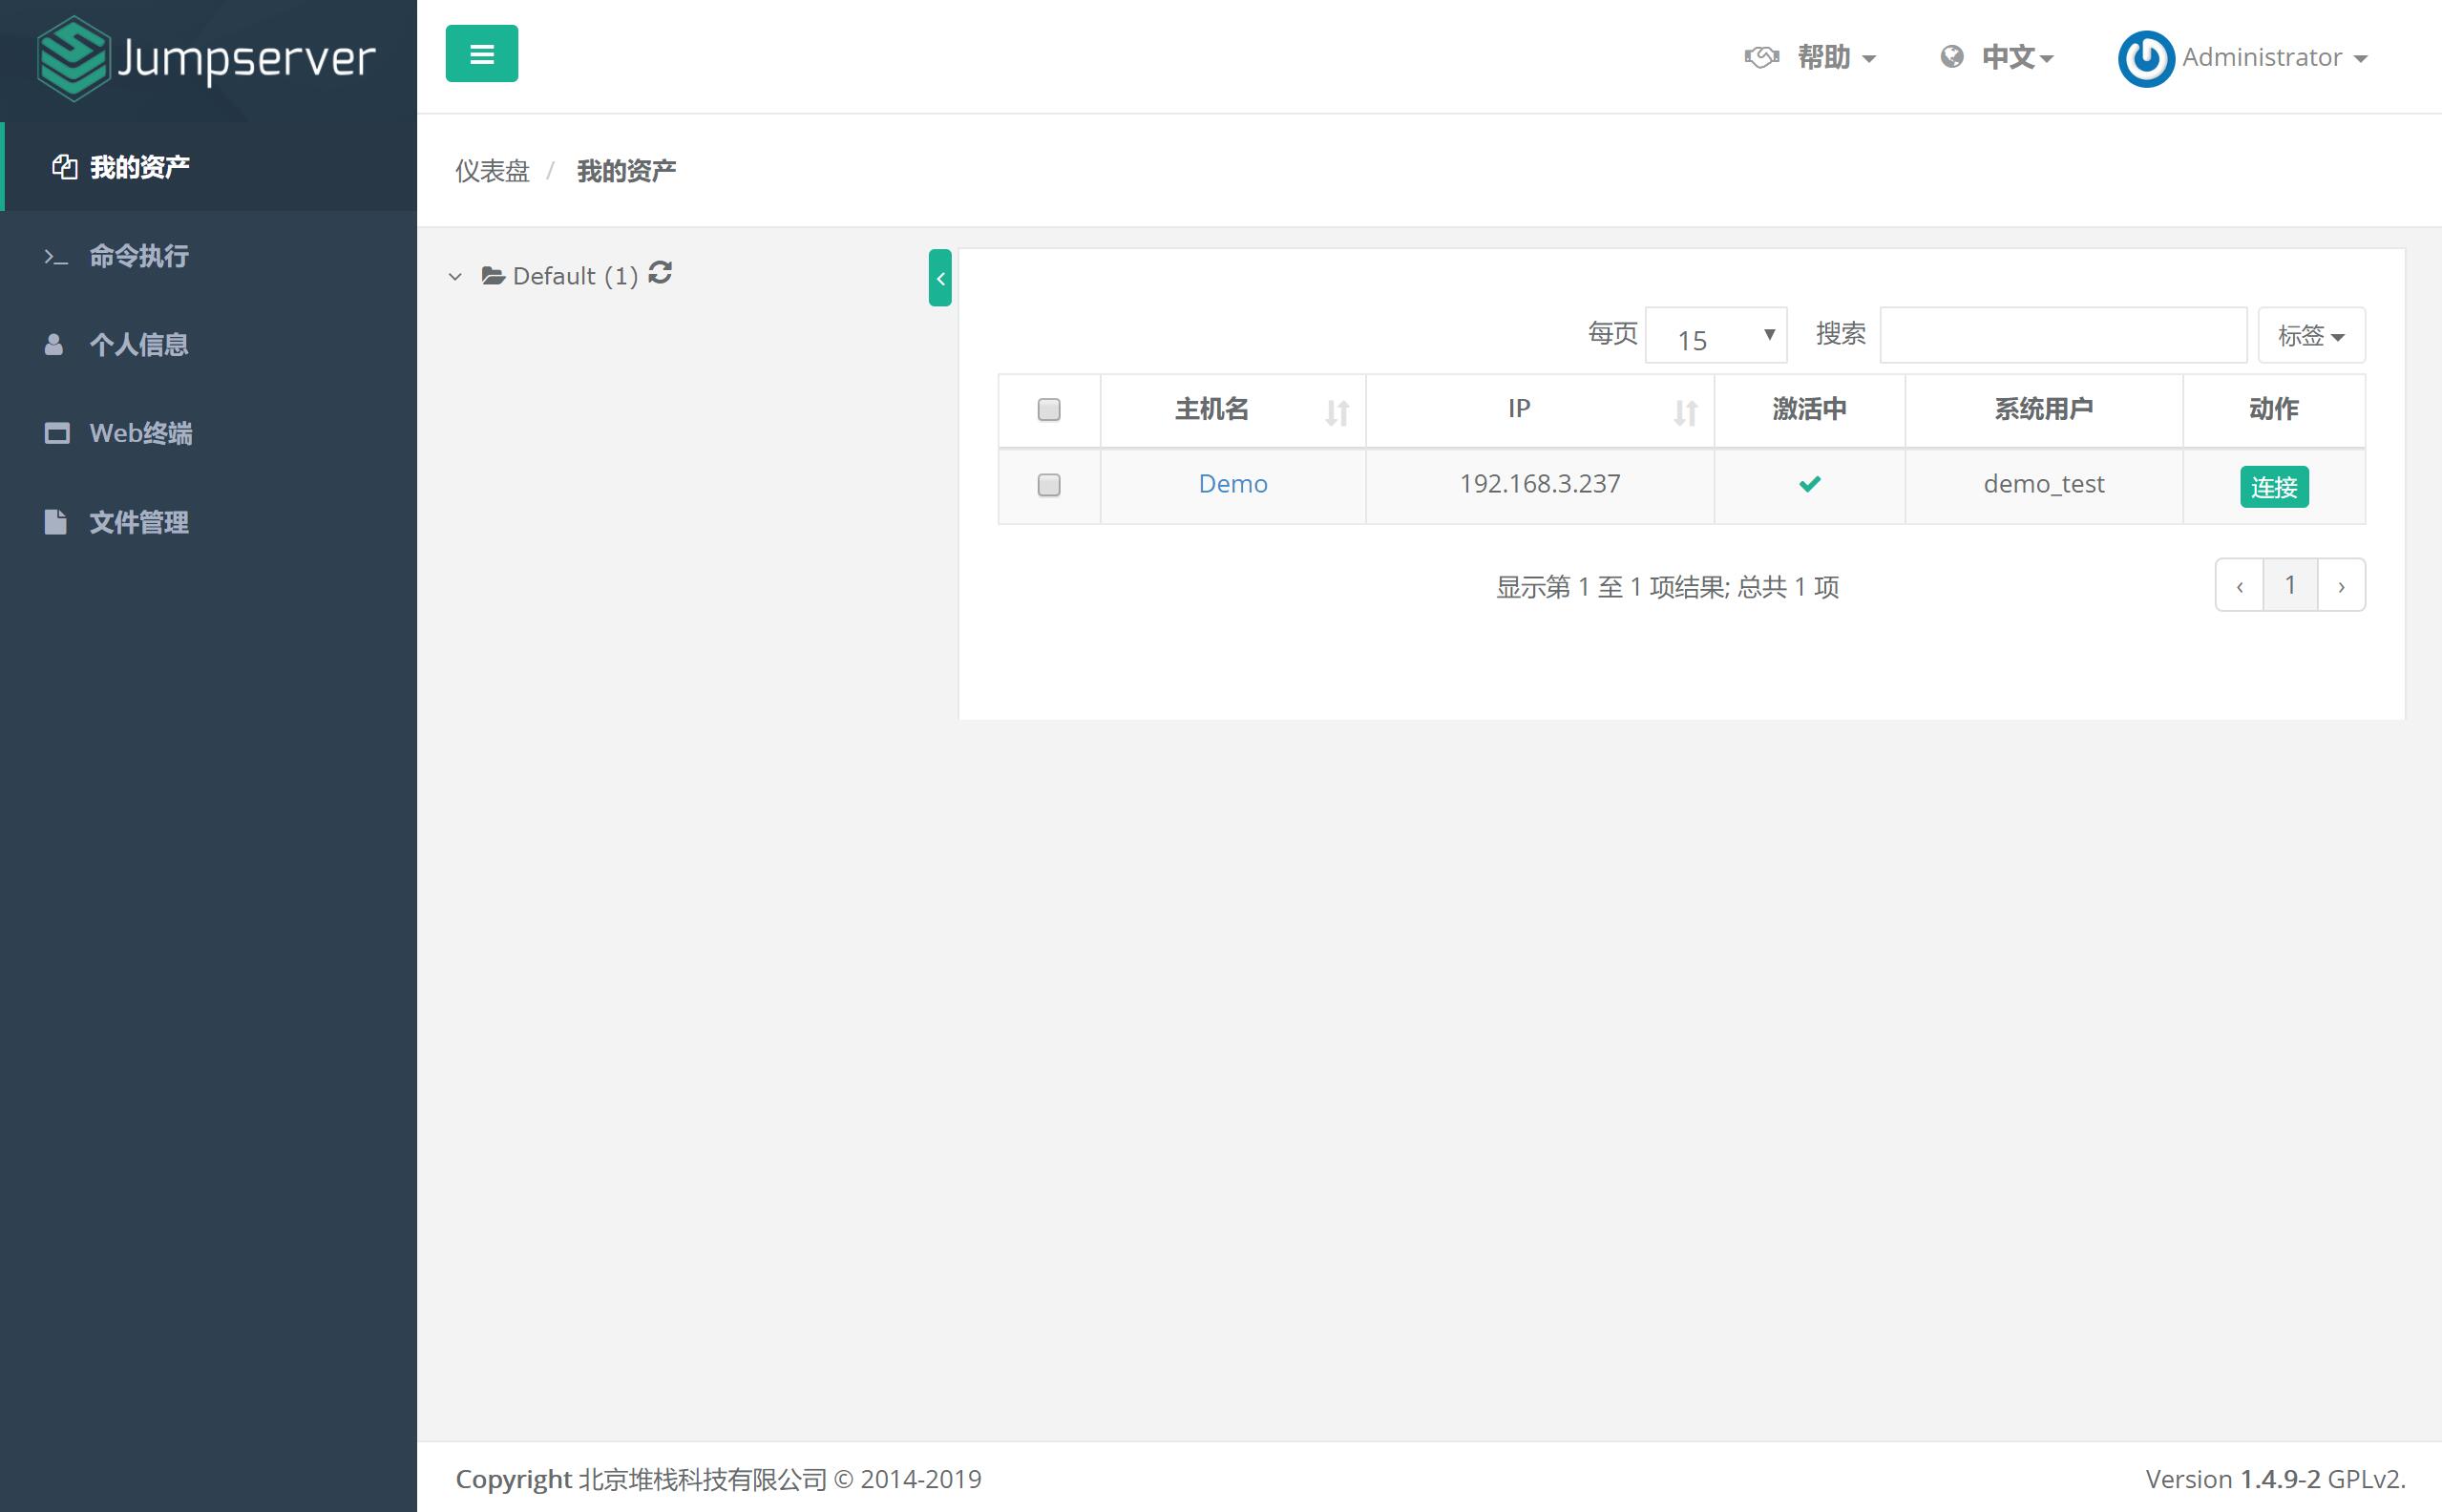 Jumpserver
帮助
中文
Administrator
我的资产
命令执行
个人信息
Web终端
文件管理
仪表盘 / 我的资产
Default (1)
每页 15 搜索 标签
主机名 IP 激活中 系统用户 动作
Demo 192.168.3.237 demo_test 连接
显示第 1 至 1 项结果; 总共 1 项
‹ 1 ›
Copyright 北京堆栈科技有限公司 © 2014-2019
Version 1.4.9-2 GPLv2.